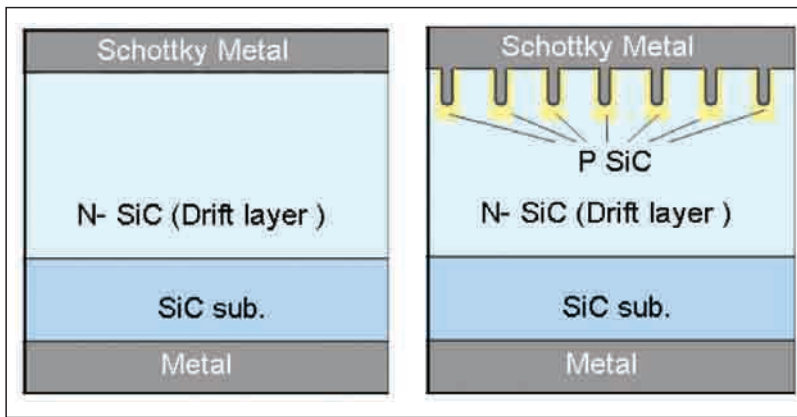 Schottky Metal
N- SiC (Drift layer )
SiC sub.
Metal
Schottky Metal
P SiC
N- SiC (Drift layer )
SiC sub.
Metal